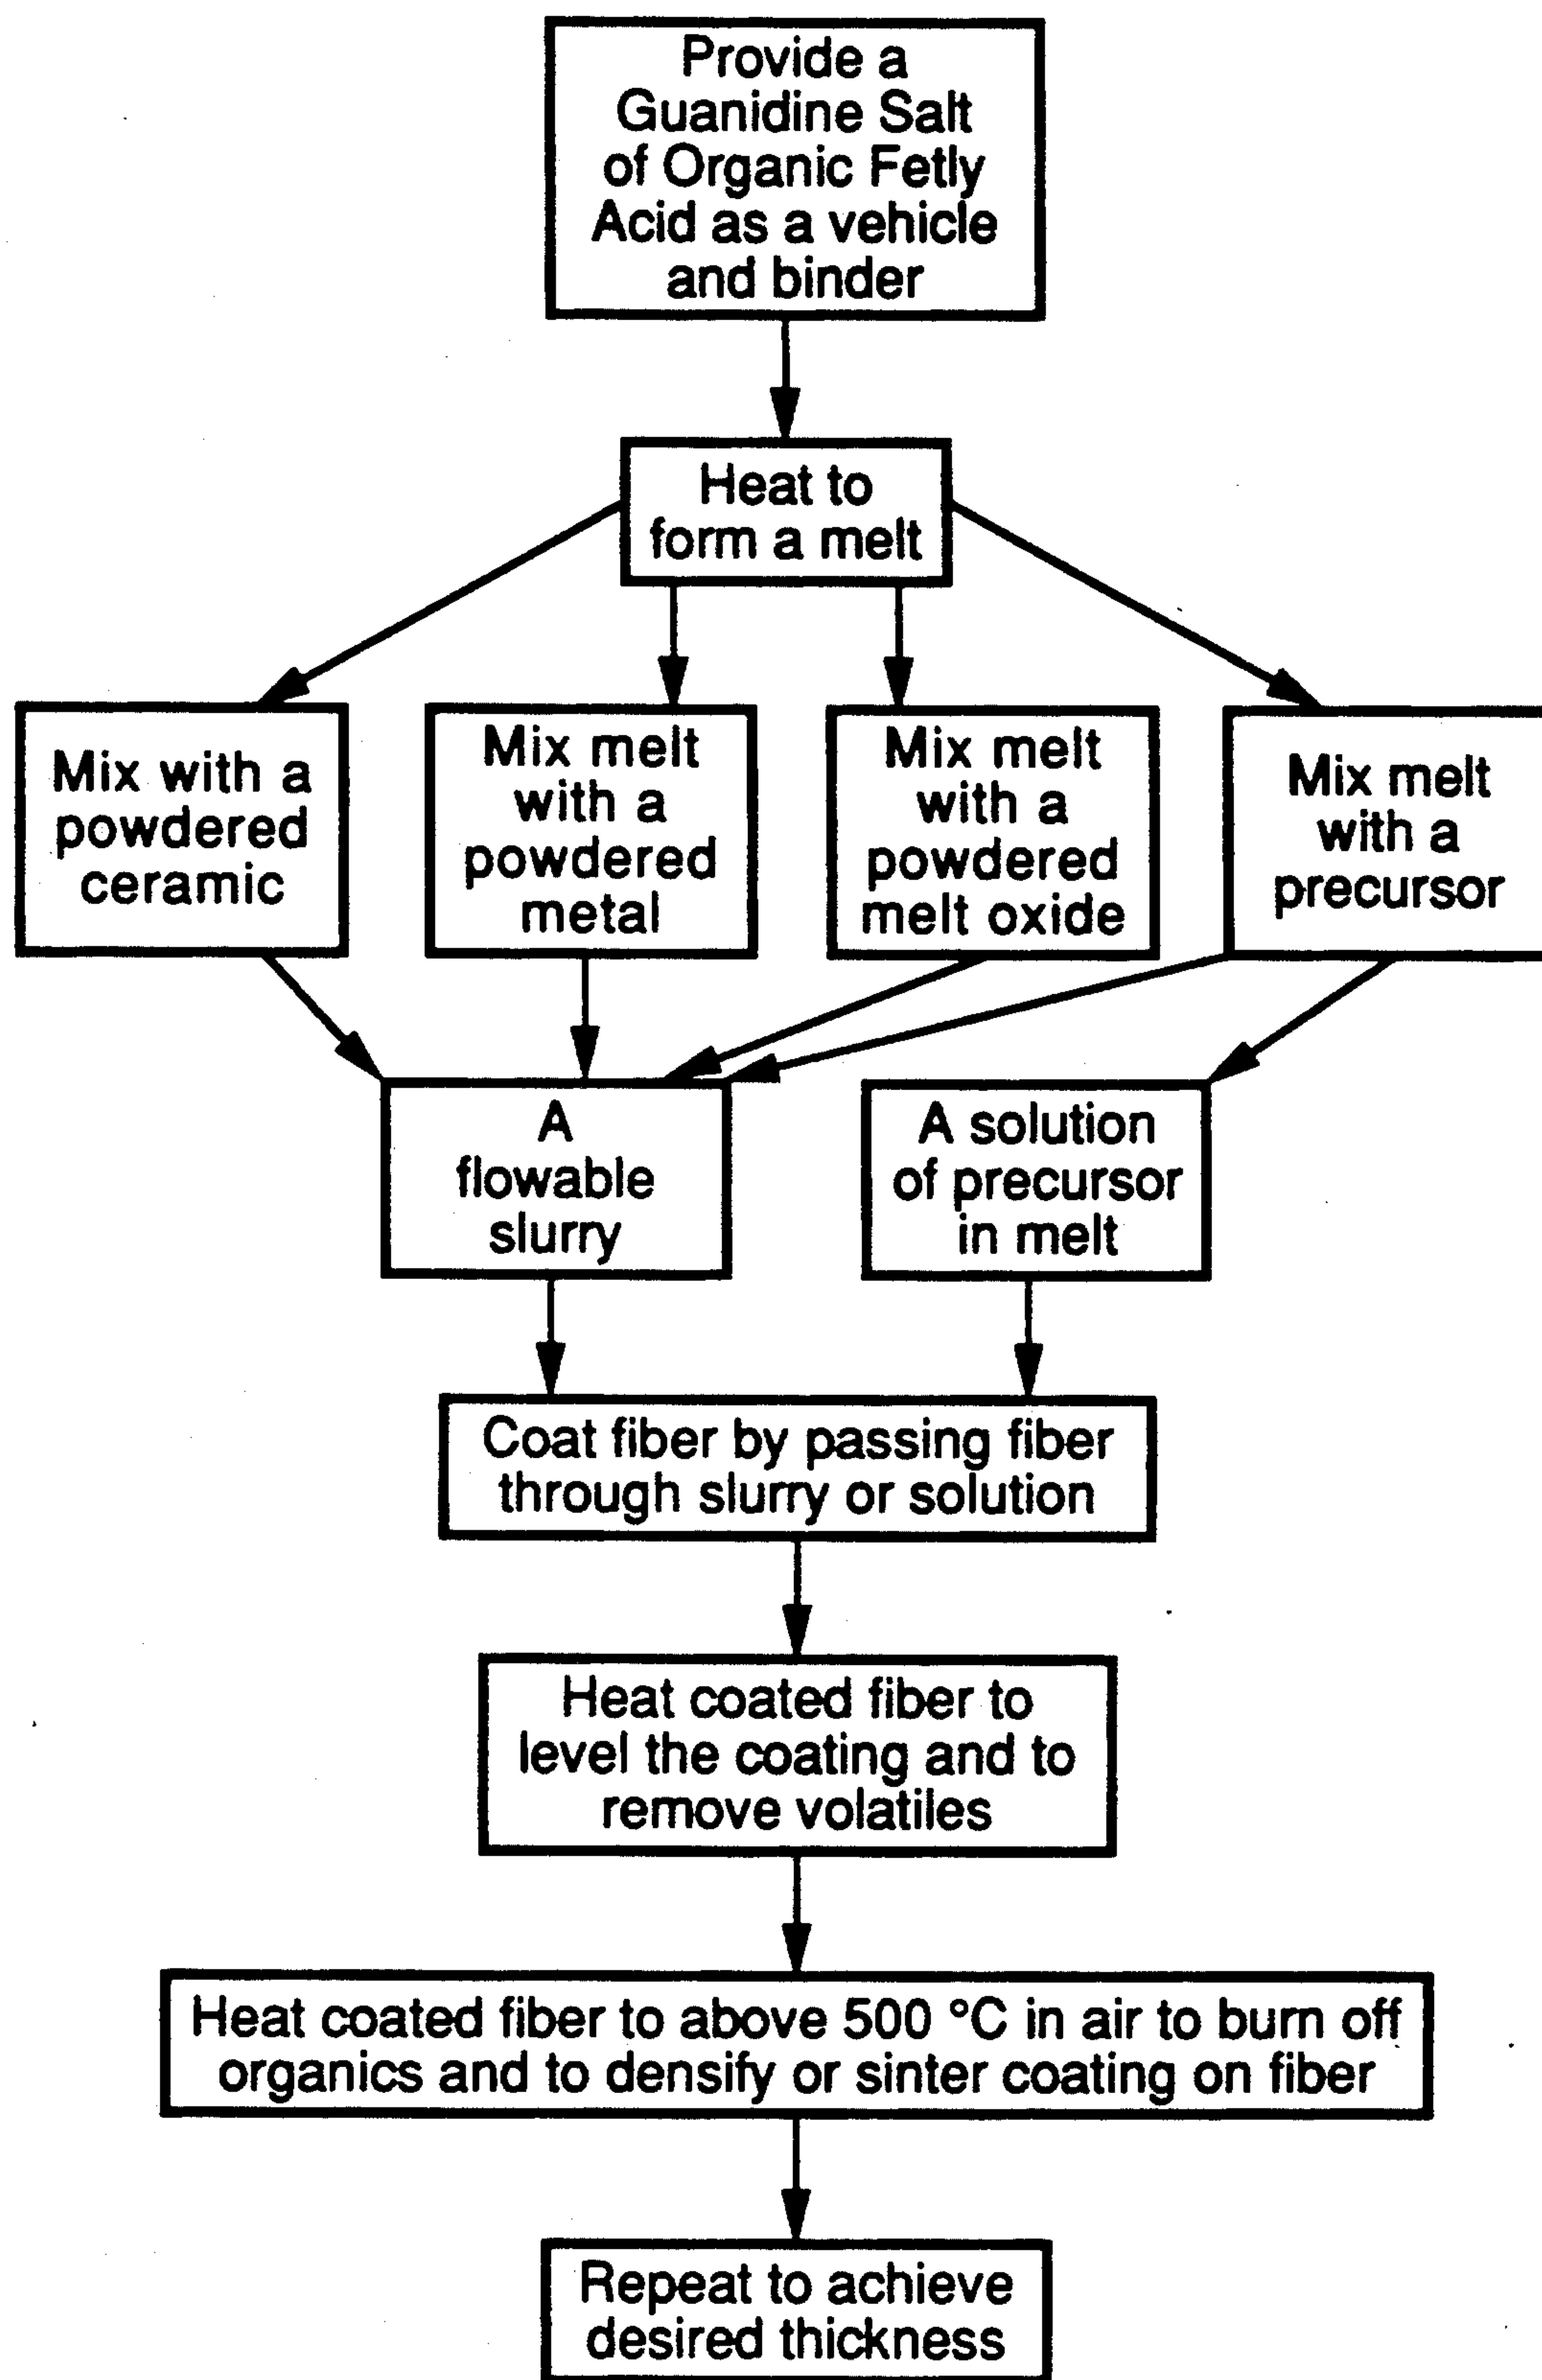 Provide a
Guanidine Salt
of Organic Fetly
Acid as a vehicle
and binder
Heat to
form a melt
Mix with a
powdered
ceramic
Mix melt
with a
powdered
metal
Mix melt
with a
powdered
melt oxide
Mix melt
with a
precursor
A
flowable
slurry
A solution
of precursor
in melt
Coat fiber by passing fiber
through slurry or solution
Heat coated fiber to
level the coating and to
remove volatiles
Heat coated fiber to above 500 °C in air to burn off
organics and to densify or sinter coating on fiber
Repeat to achieve
desired thickness